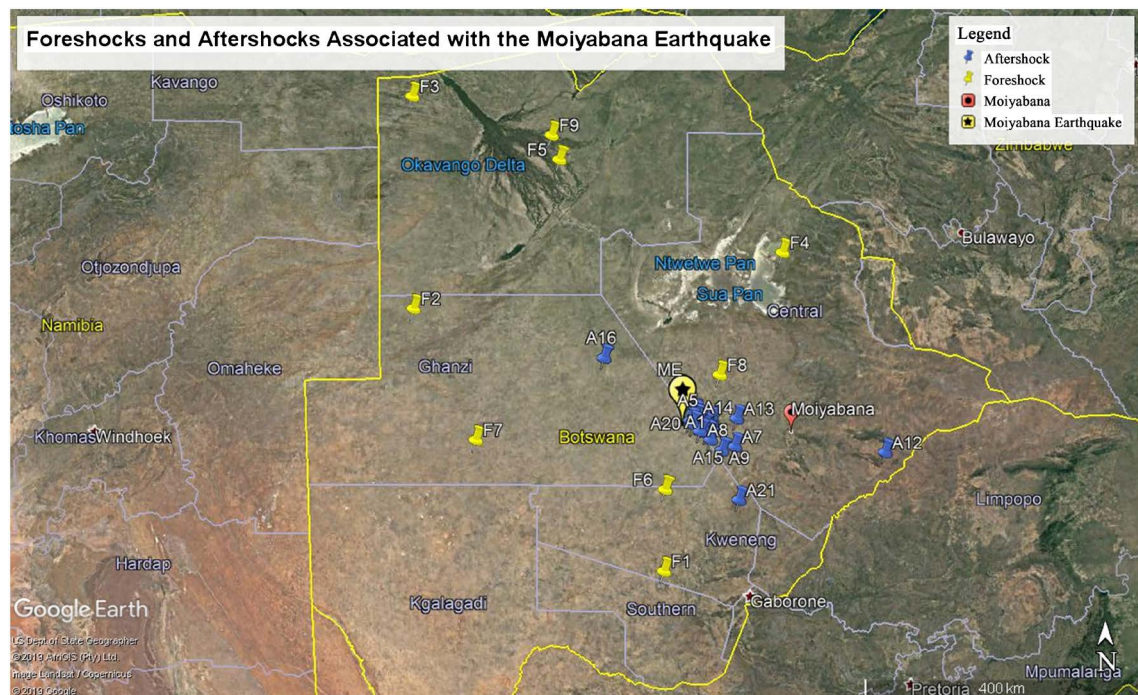 Foreshocks and Aftershocks Associated with the Moiyabana Earthquake
Legend
Aftershock
Foreshock
Moiyabana
Moiyabana Earthquake
Kavango
F3
Oshikoto
tosha Pan
F9
F5
Okavango Delta
Zimbabwe
Bulawayo
F4
Otjozondjupa
Ntwetwe Pan
Sua Pan
Central
F2
Namibia
A16
Omaheke
Ghanzi
ME
F8
A5
A14
A13
Moiyabana
A20
A1
A8
A7
Khomas
Windhoek
F7
Botswana
A12
A15
A9
F6
A21
Limpopo
Kweneng
Hardap
F1
Google Earth
Kgalagadi
Southern
Gaborone
US Dept of State Geographer
©2019 AfriGIS (Pty) Ltd.
mage Landsat / Copernicus
©2019 Google
N
Mpumalanga
Pretoria
400 km